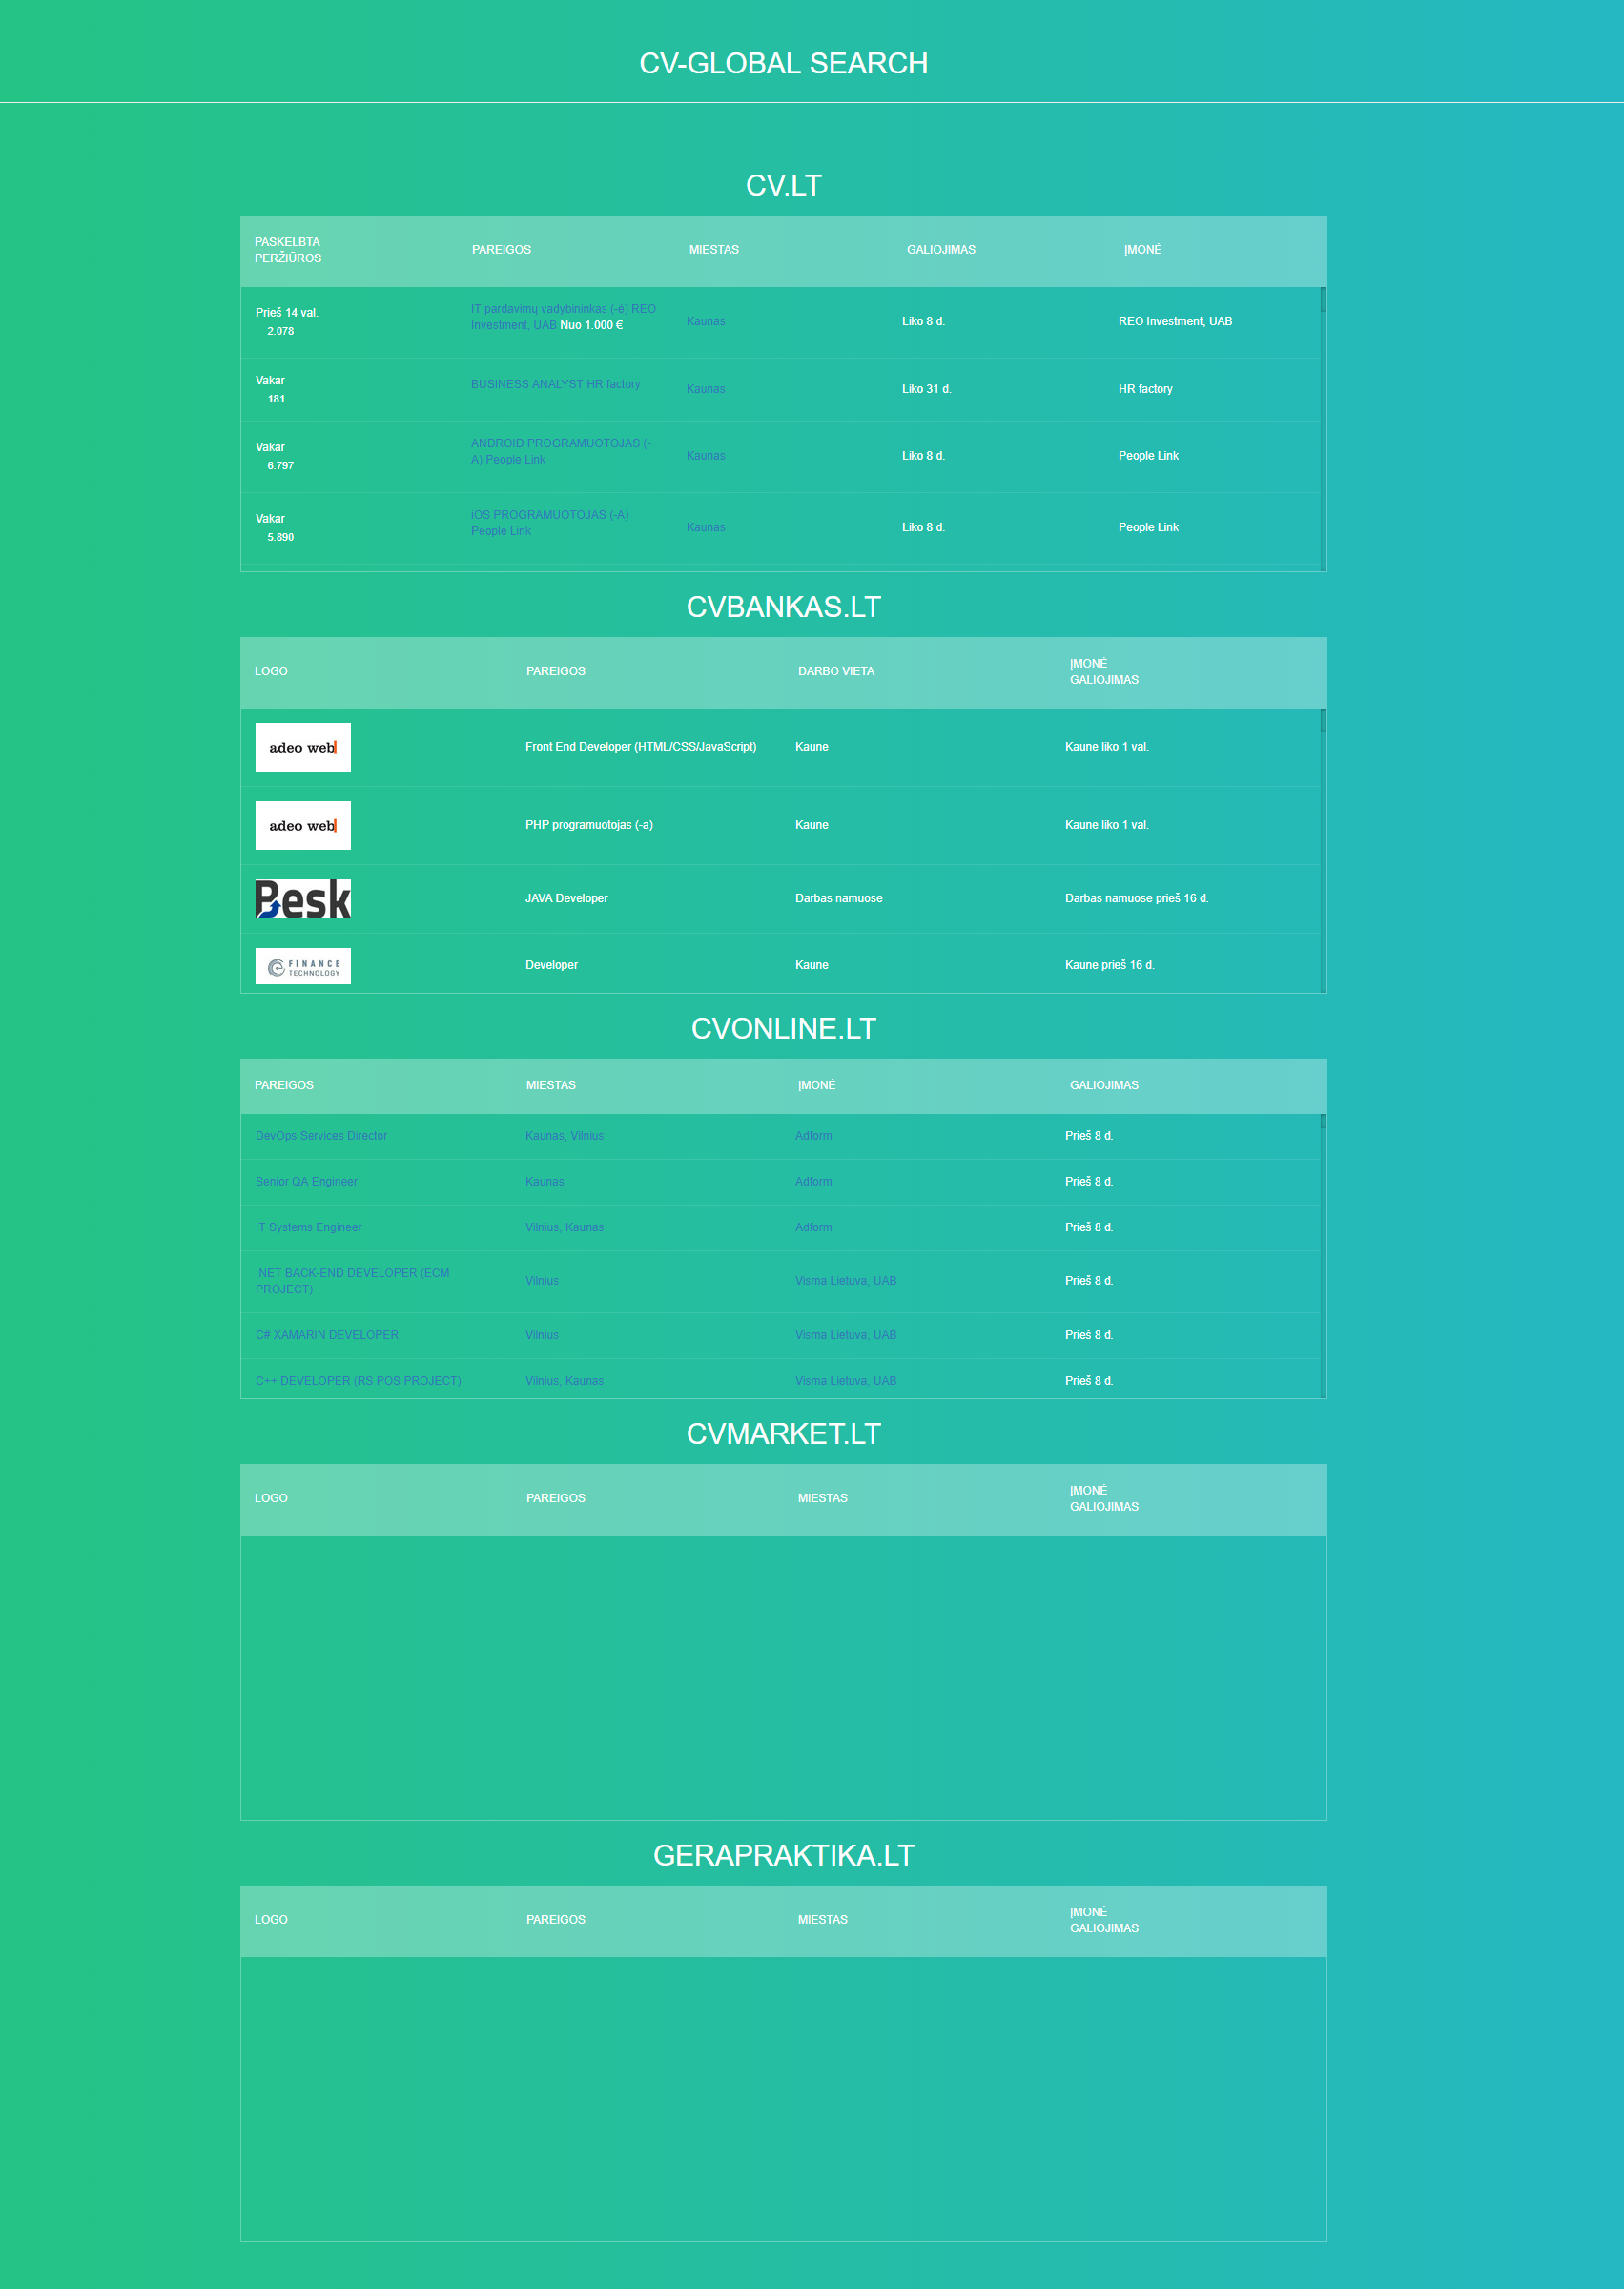 CV-GLOBAL SEARCH
CV.LT
PASKELBTA
PERŽIŪROS
PAREIGOS
MIESTAS
GALIOJIMAS
ĮMONĖ
Prieš 14 val.
2.078
IT pardavimų vadybininkas (-ė) REO
Investment, UAB Nuo 1.000 €
Kaunas
Liko 8 d.
REO Investment, UAB
Vakar
181
BUSINESS ANALYST HR factory
Kaunas
Liko 31 d.
HR factory
Vakar
6.797
ANDROID PROGRAMUOTOJAS (-
A) People Link
Kaunas
Liko 8 d.
People Link
Vakar
5.890
iOS PROGRAMUOTOJAS (-A)
People Link
Kaunas
Liko 8 d.
People Link
CVBANKAS.LT
LOGO
PAREIGOS
DARBO VIETA
ĮMONĖ
GALIOJIMAS
adeo web
Front End Developer (HTML/CSS/JavaScript)
Kaune
Kaune liko 1 val.
adeo web
PHP programuotojas (-a)
Kaune
Kaune liko 1 val.
Besk
JAVA Developer
Darbas namuose
Darbas namuose prieš 16 d.
FINANCE
TECHNOLOGY
Developer
Kaune
Kaune prieš 16 d.
CVONLINE.LT
PAREIGOS
MIESTAS
ĮMONĖ
GALIOJIMAS
DevOps Services Director
Kaunas, Vilnius
Adform
Prieš 8 d.
Senior QA Engineer
Kaunas
Adform
Prieš 8 d.
IT Systems Engineer
Vilnius, Kaunas
Adform
Prieš 8 d.
.NET BACK-END DEVELOPER (ECM
PROJECT)
Vilnius
Visma Lietuva, UAB
Prieš 8 d.
C# XAMARIN DEVELOPER
Vilnius
Visma Lietuva, UAB
Prieš 8 d.
C++ DEVELOPER (RS POS PROJECT)
Vilnius, Kaunas
Visma Lietuva, UAB
Prieš 8 d.
CVMARKET.LT
LOGO
PAREIGOS
MIESTAS
ĮMONĖ
GALIOJIMAS
GERAPRAKTIKA.LT
LOGO
PAREIGOS
MIESTAS
ĮMONĖ
GALIOJIMAS